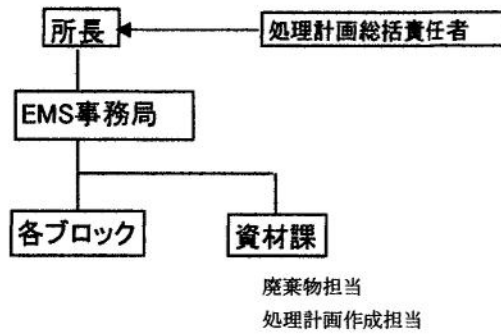 所長
処理計画総括責任者
EMS事務局
各ブロック
資材課
廃棄物担当
処理計画作成担当